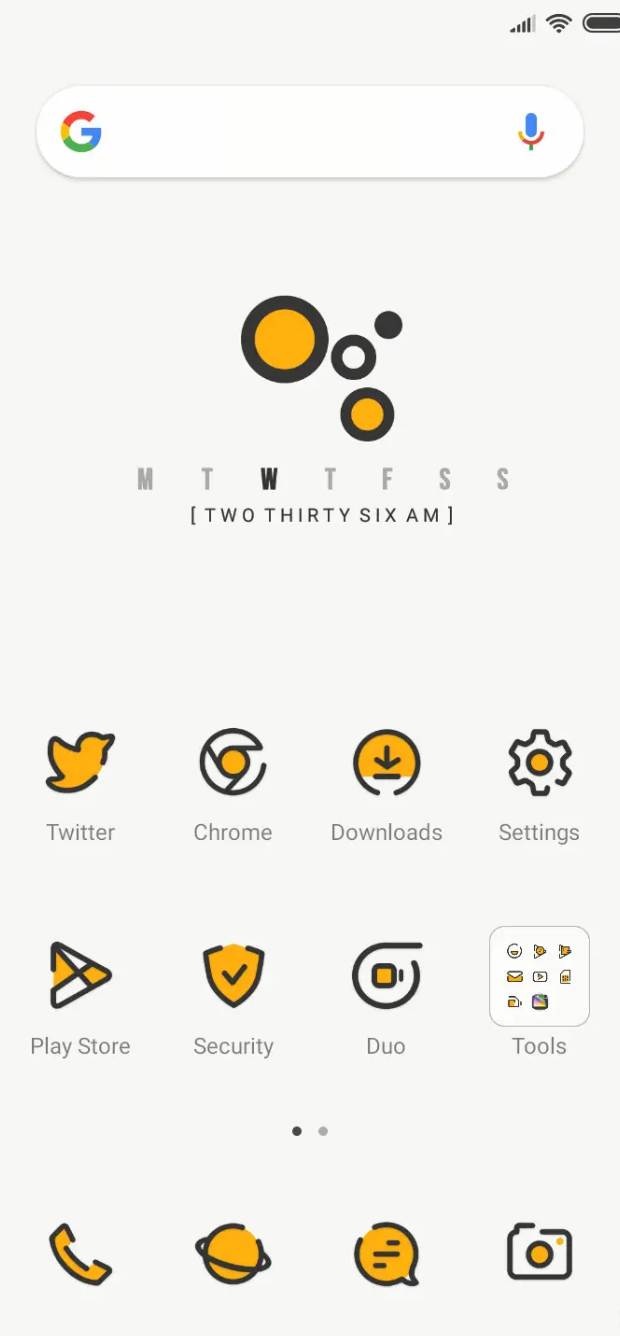 M T W T F S S
[ TWO THIRTY SIX AM ]
Twitter Chrome Downloads Settings
Play Store Security Duo Tools